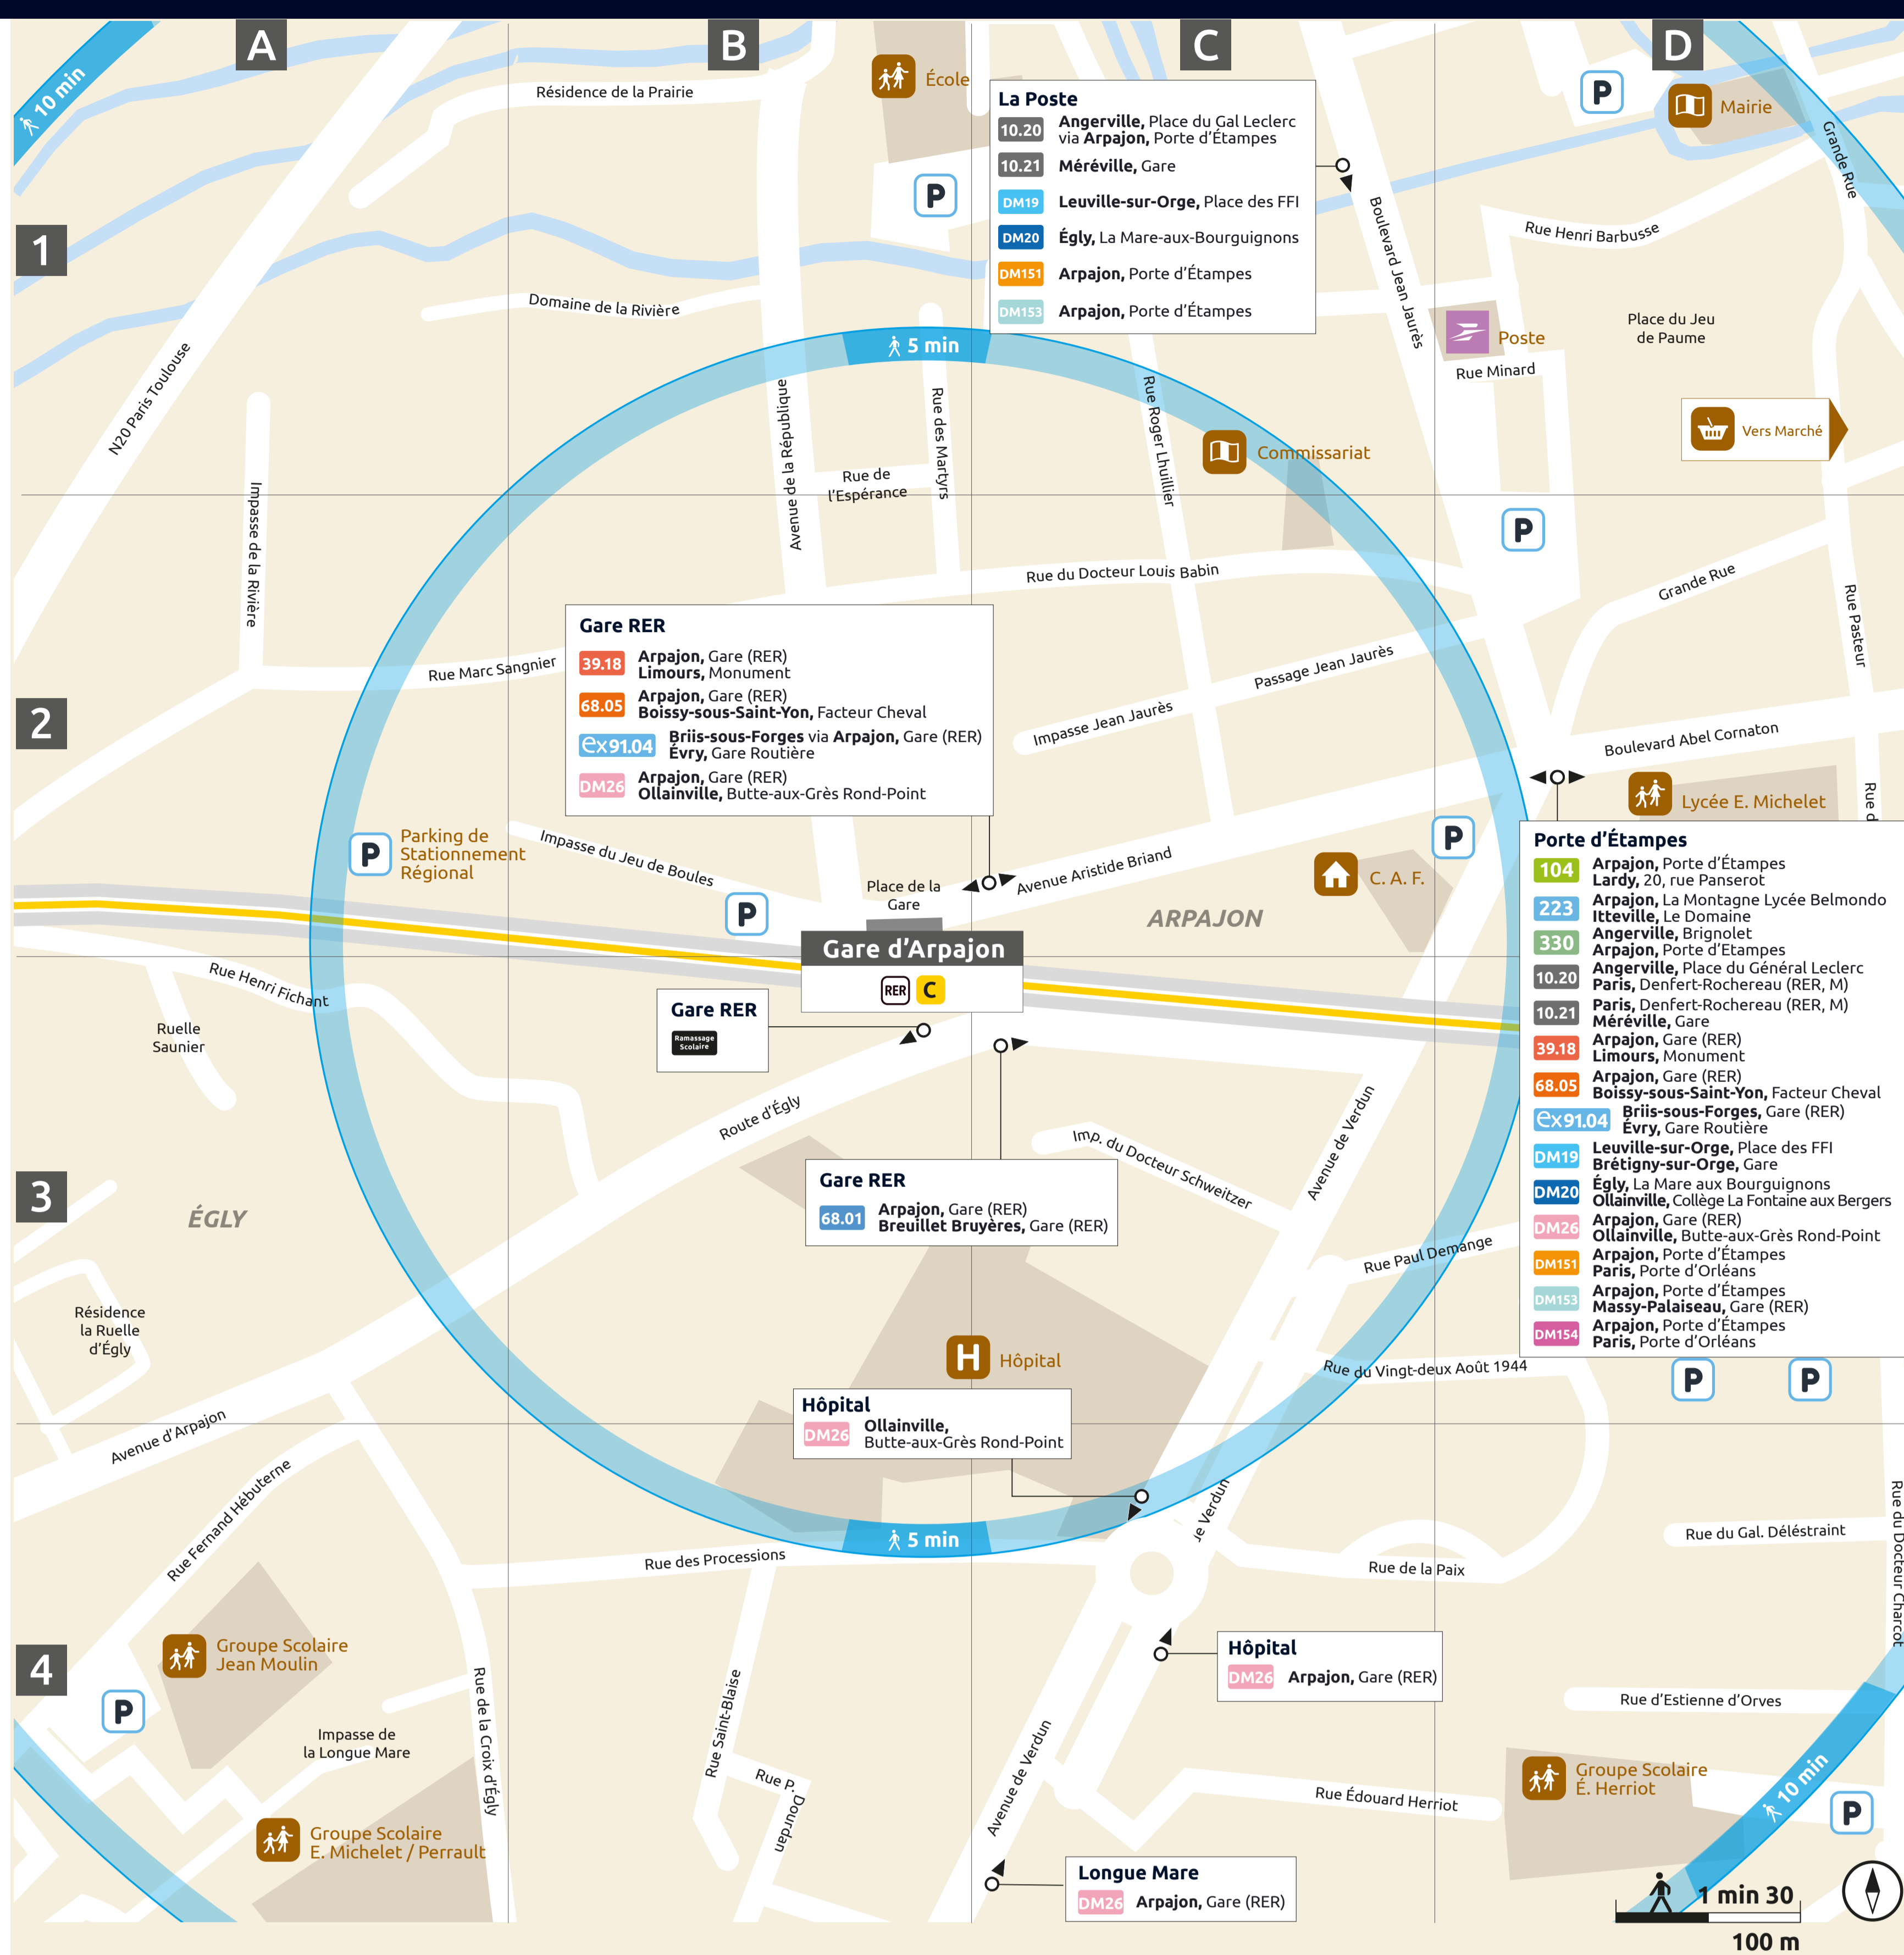 A
B
C
D
1
2
3
4
10 min
Résidence de la Prairie
École
P
La Poste
10.20 Angerville, Place du Gal Leclerc
via Arpajon, Porte d'Étampes
10.21 Méréville, Gare
DM19 Leuville-sur-Orge, Place des FFI
DM20 Égly, La Mare-aux-Bourguignons
DM151 Arpajon, Porte d'Étampes
DM153 Arpajon, Porte d'Étampes
P
Mairie
Grande Rue
Boulevard Jean Jaurès
Rue Henri Barbusse
Place du Jeu
de Paume
Poste
Rue Minard
Vers Marché
N20 Paris Toulouse
Domaine de la Rivière
5 min
Avenue de la République
Rue des Martyrs
Rue de
l'Espérance
Rue Roger Lhuillier
Commissariat
P
Impasse de la Rivière
Rue Marc Sangnier
Rue du Docteur Louis Babin
Grande Rue
Rue Pasteur
Passage Jean Jaurès
Impasse Jean Jaurès
Boulevard Abel Cornaton
Lycée E. Michelet
Rue d
Gare RER
39.18 Arpajon, Gare (RER)
Limours, Monument
68.05 Arpajon, Gare (RER)
Boissy-sous-Saint-Yon, Facteur Cheval
ex91.04 Briis-sous-Forges via Arpajon, Gare (RER)
Évry, Gare Routière
DM26 Arpajon, Gare (RER)
Ollainville, Butte-aux-Grès Rond-Point
P
Parking de
Stationnement
Régional
Impasse du Jeu de Boules
P
Place de la
Gare
Avenue Aristide Briand
C. A. F.
P
ARPAJON
Gare d'Arpajon
RER C
Porte d'Étampes
104 Arpajon, Porte d'Étampes
Lardy, 20, rue Panserot
223 Arpajon, La Montagne Lycée Belmondo
Itteville, Le Domaine
330 Angerville, Brignolet
Arpajon, Porte d'Etampes
10.20 Angerville, Place du Général Leclerc
Paris, Denfert-Rochereau (RER, M)
10.21 Paris, Denfert-Rochereau (RER, M)
Méréville, Gare
39.18 Arpajon, Gare (RER)
Limours, Monument
68.05 Arpajon, Gare (RER)
Boissy-sous-Saint-Yon, Facteur Cheval
ex91.04 Briis-sous-Forges, Gare (RER)
Évry, Gare Routière
DM19 Leuville-sur-Orge, Place des FFI
Brétigny-sur-Orge, Gare
DM20 Égly, La Mare aux Bourguignons
Ollainville, Collège La Fontaine aux Bergers
DM26 Arpajon, Gare (RER)
Ollainville, Butte-aux-Grès Rond-Point
DM151 Arpajon, Porte d'Étampes
Paris, Porte d'Orléans
DM153 Arpajon, Porte d'Étampes
Massy-Palaiseau, Gare (RER)
DM154 Arpajon, Porte d'Étampes
Paris, Porte d'Orléans
Rue Henri Fichant
Ruelle
Saunier
Gare RER
Ramassage
Scolaire
Route d'Égly
Imp. du Docteur Schweitzer
Avenue de Verdun
Gare RER
68.01 Arpajon, Gare (RER)
Breuillet Bruyères, Gare (RER)
ÉGLY
Rue Paul Demange
Résidence
la Ruelle
d'Égly
H
Hôpital
Rue du Vingt-deux Août 1944
P
P
Hôpital
DM26 Ollainville,
Butte-aux-Grès Rond-Point
Avenue d'Arpajon
Rue Fernand Hébuterne
5 min
Rue des Processions
ue Verdun
Rue de la Paix
Rue du Gal. Déléstraint
Rue du Docteur Charcot
Groupe Scolaire
Jean Moulin
P
Impasse de
la Longue Mare
Rue de la Croix d'Égly
Rue Saint-Blaise
Rue P. Dourdan
Hôpital
DM26 Arpajon, Gare (RER)
Rue d'Estienne d'Orves
Avenue de Verdun
Rue Édouard Herriot
Groupe Scolaire
É. Herriot
10 min
P
Groupe Scolaire
E. Michelet / Perrault
Longue Mare
DM26 Arpajon, Gare (RER)
1 min 30
100 m